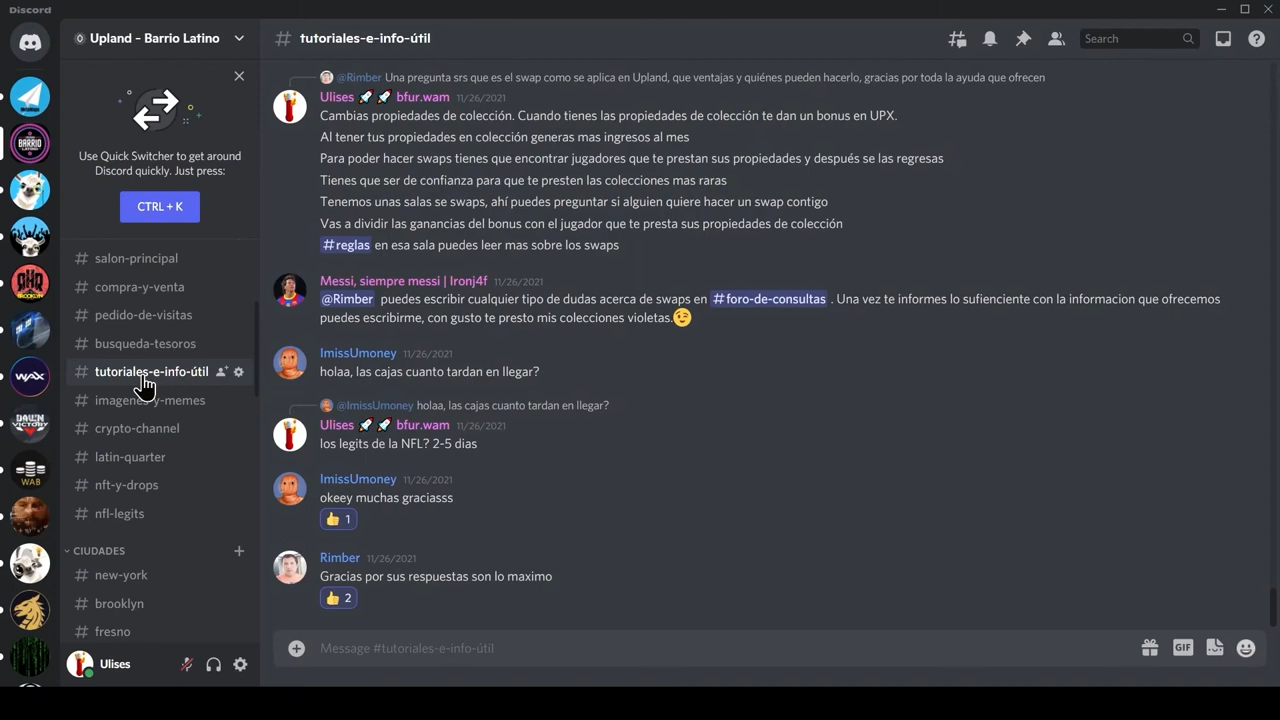 Discord
Upland - Barrio Latino
Use Quick Switcher to get around
Discord quickly. Just press:
CTRL + K
# salon-principal
# compra-y-venta
# pedido-de-visitas
# busqueda-tesoros
# tutoriales-e-info-útil
# imagenes-y-memes
# crypto-channel
# latin-quarter
# nft-y-drops
# nfl-legits
CIUDADES
# new-york
# brooklyn
# fresno
Ulises
# tutoriales-e-info-útil
Search
@Rimber Una pregunta srs que es el swap como se aplica en Upland, que ventajas y quiénes pueden hacerlo, gracias por toda la ayuda que ofrecen
Ulises 🚀 🚀 bfur.wam 11/26/2021
Cambias propiedades de colección. Cuando tienes las propiedades de colección te dan un bonus en UPX.
Al tener tus propiedades en colección generas mas ingresos al mes
Para poder hacer swaps tienes que encontrar jugadores que te prestan sus propiedades y después se las regresas
Tienes que ser de confianza para que te presten las colecciones mas raras
Tenemos unas salas se swaps, ahí puedes preguntar si alguien quiere hacer un swap contigo
Vas a dividir las ganancias del bonus con el jugador que te presta sus propiedades de colección
#reglas en esa sala puedes leer mas sobre los swaps
Messi, siempre messi | Ironj4f 11/26/2021
@Rimber puedes escribir cualquier tipo de dudas acerca de swaps en #foro-de-consultas . Una vez te informes lo sufienciente con la informacion que ofrecemos
puedes escribirme, con gusto te presto mis colecciones violetas.😉
ImissUmoney 11/26/2021
holaa, las cajas cuanto tardan en llegar?
@ImissUmoney holaa, las cajas cuanto tardan en llegar?
Ulises 🚀 🚀 bfur.wam 11/26/2021
los legits de la NFL? 2-5 dias
ImissUmoney 11/26/2021
okeey muchas graciasss
👍 1
Rimber 11/26/2021
Gracias por sus respuestas son lo maximo
👍 2
Message #tutoriales-e-info-útil
GIF
BARRIO
LATINO
BROOKLYN
WAX
DAWN
VICTORY
WAB